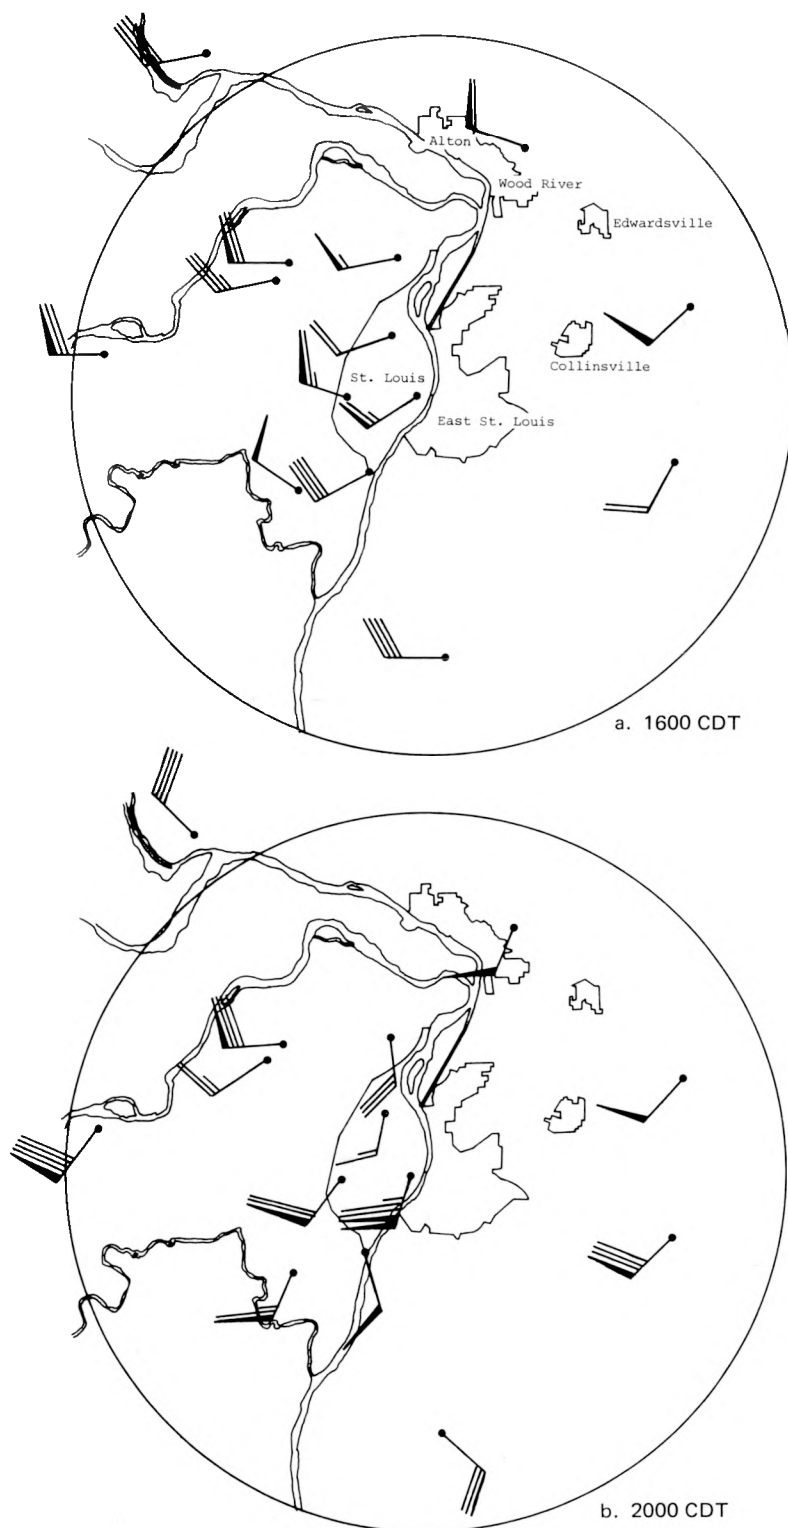 Alton
Wood River
Edwardsville
Collinsville
St. Louis
East St. Louis
a. 1600 CDT
b. 2000 CDT